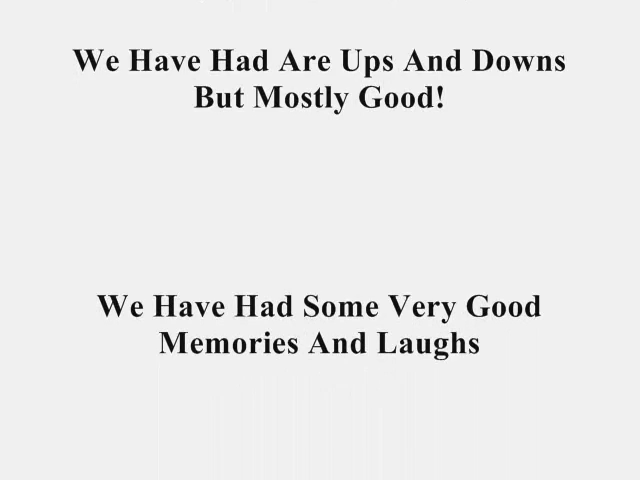 We Have Had Are Ups And Downs
But Mostly Good!
We Have Had Some Very Good
Memories And Laughs